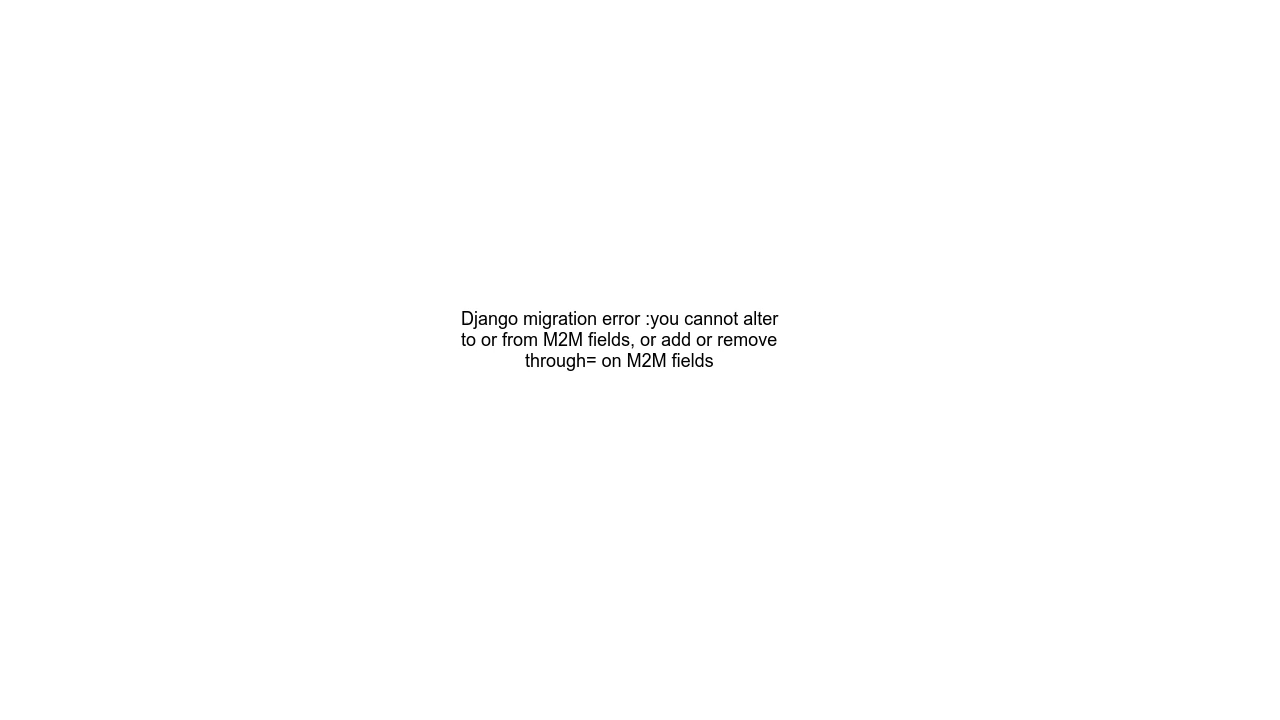 Django migration error :you cannot alter
to or from M2M fields, or add or remove
through= on M2M fields